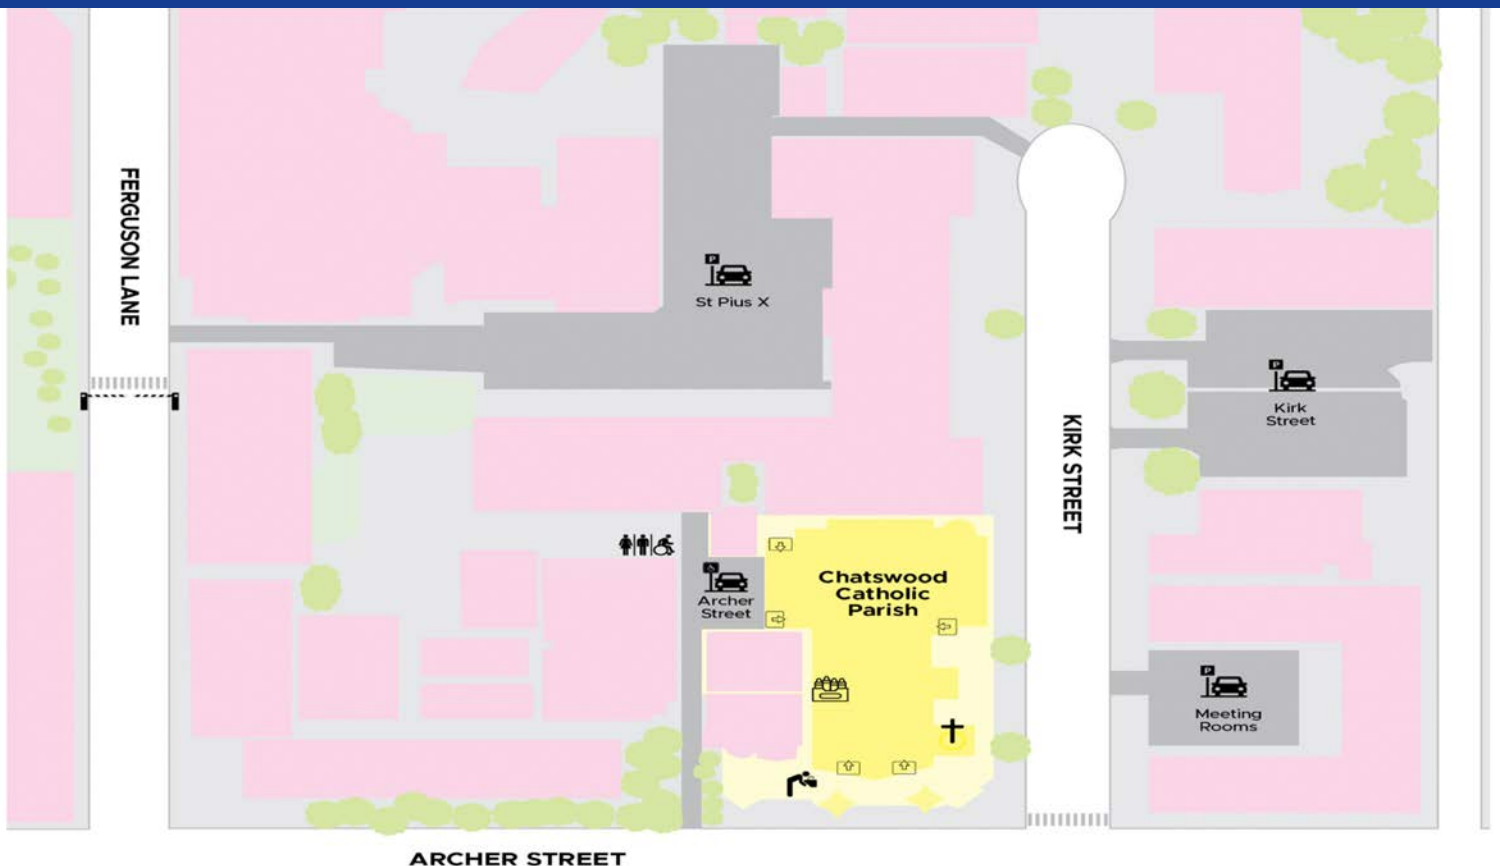 FERGUSON LANE
P
St Pius X
P
Kirk
Street
KIRK STREET
Archer
Street
Chatswood
Catholic
Parish
P
Meeting
Rooms
ARCHER STREET